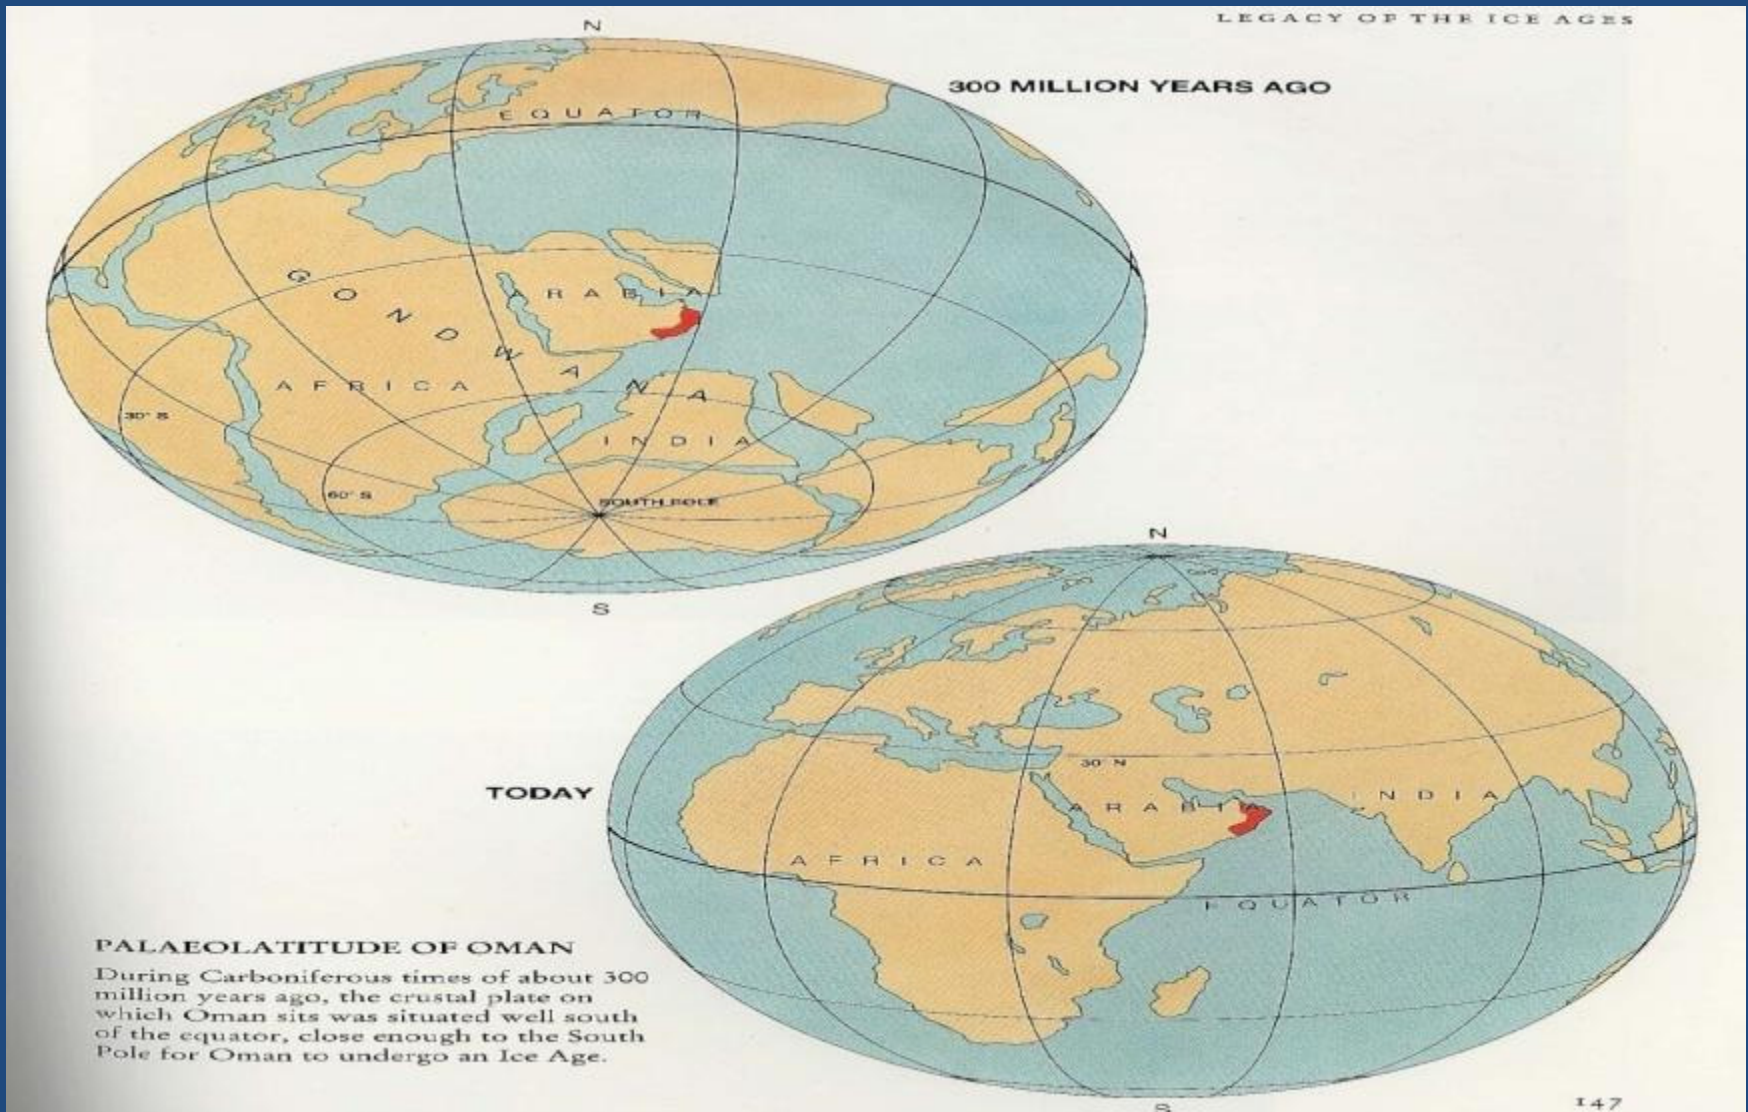 LEGACY OF THE ICE AGES
N
300 MILLION YEARS AGO
EQUATOR
GONDWANA
ARABIA
AFRICA
30° S
INDIA
60° S
SOUTH POLE
S
N
TODAY
30° N
ARABIA
INDIA
AFRICA
EQUATOR
S
PALAEOLATITUDE OF OMAN
During Carboniferous times of about 300
million years ago, the crustal plate on
which Oman sits was situated well south
of the equator, close enough to the South
Pole for Oman to undergo an Ice Age.
147